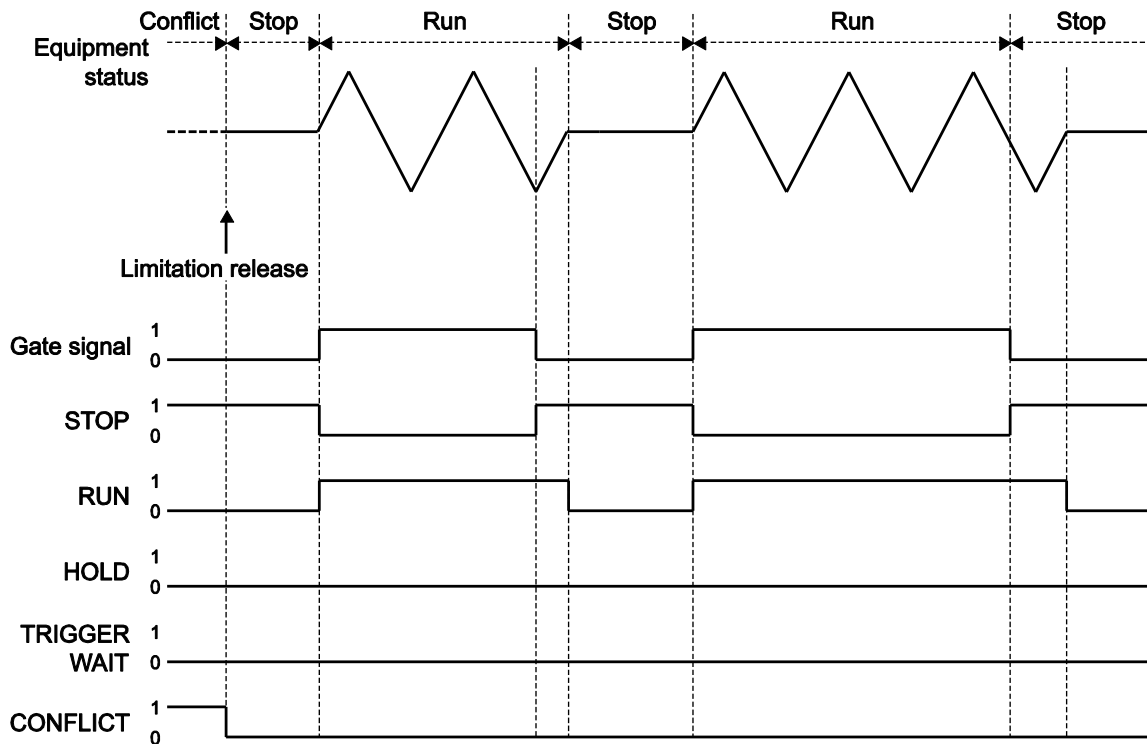 Conflict Stop Run Stop Run Stop
Equipment
status
Limitation release
Gate signal 1
0
STOP 1
0
RUN 1
0
HOLD 1
0
TRIGGER 1
WAIT 0
CONFLICT 1
0